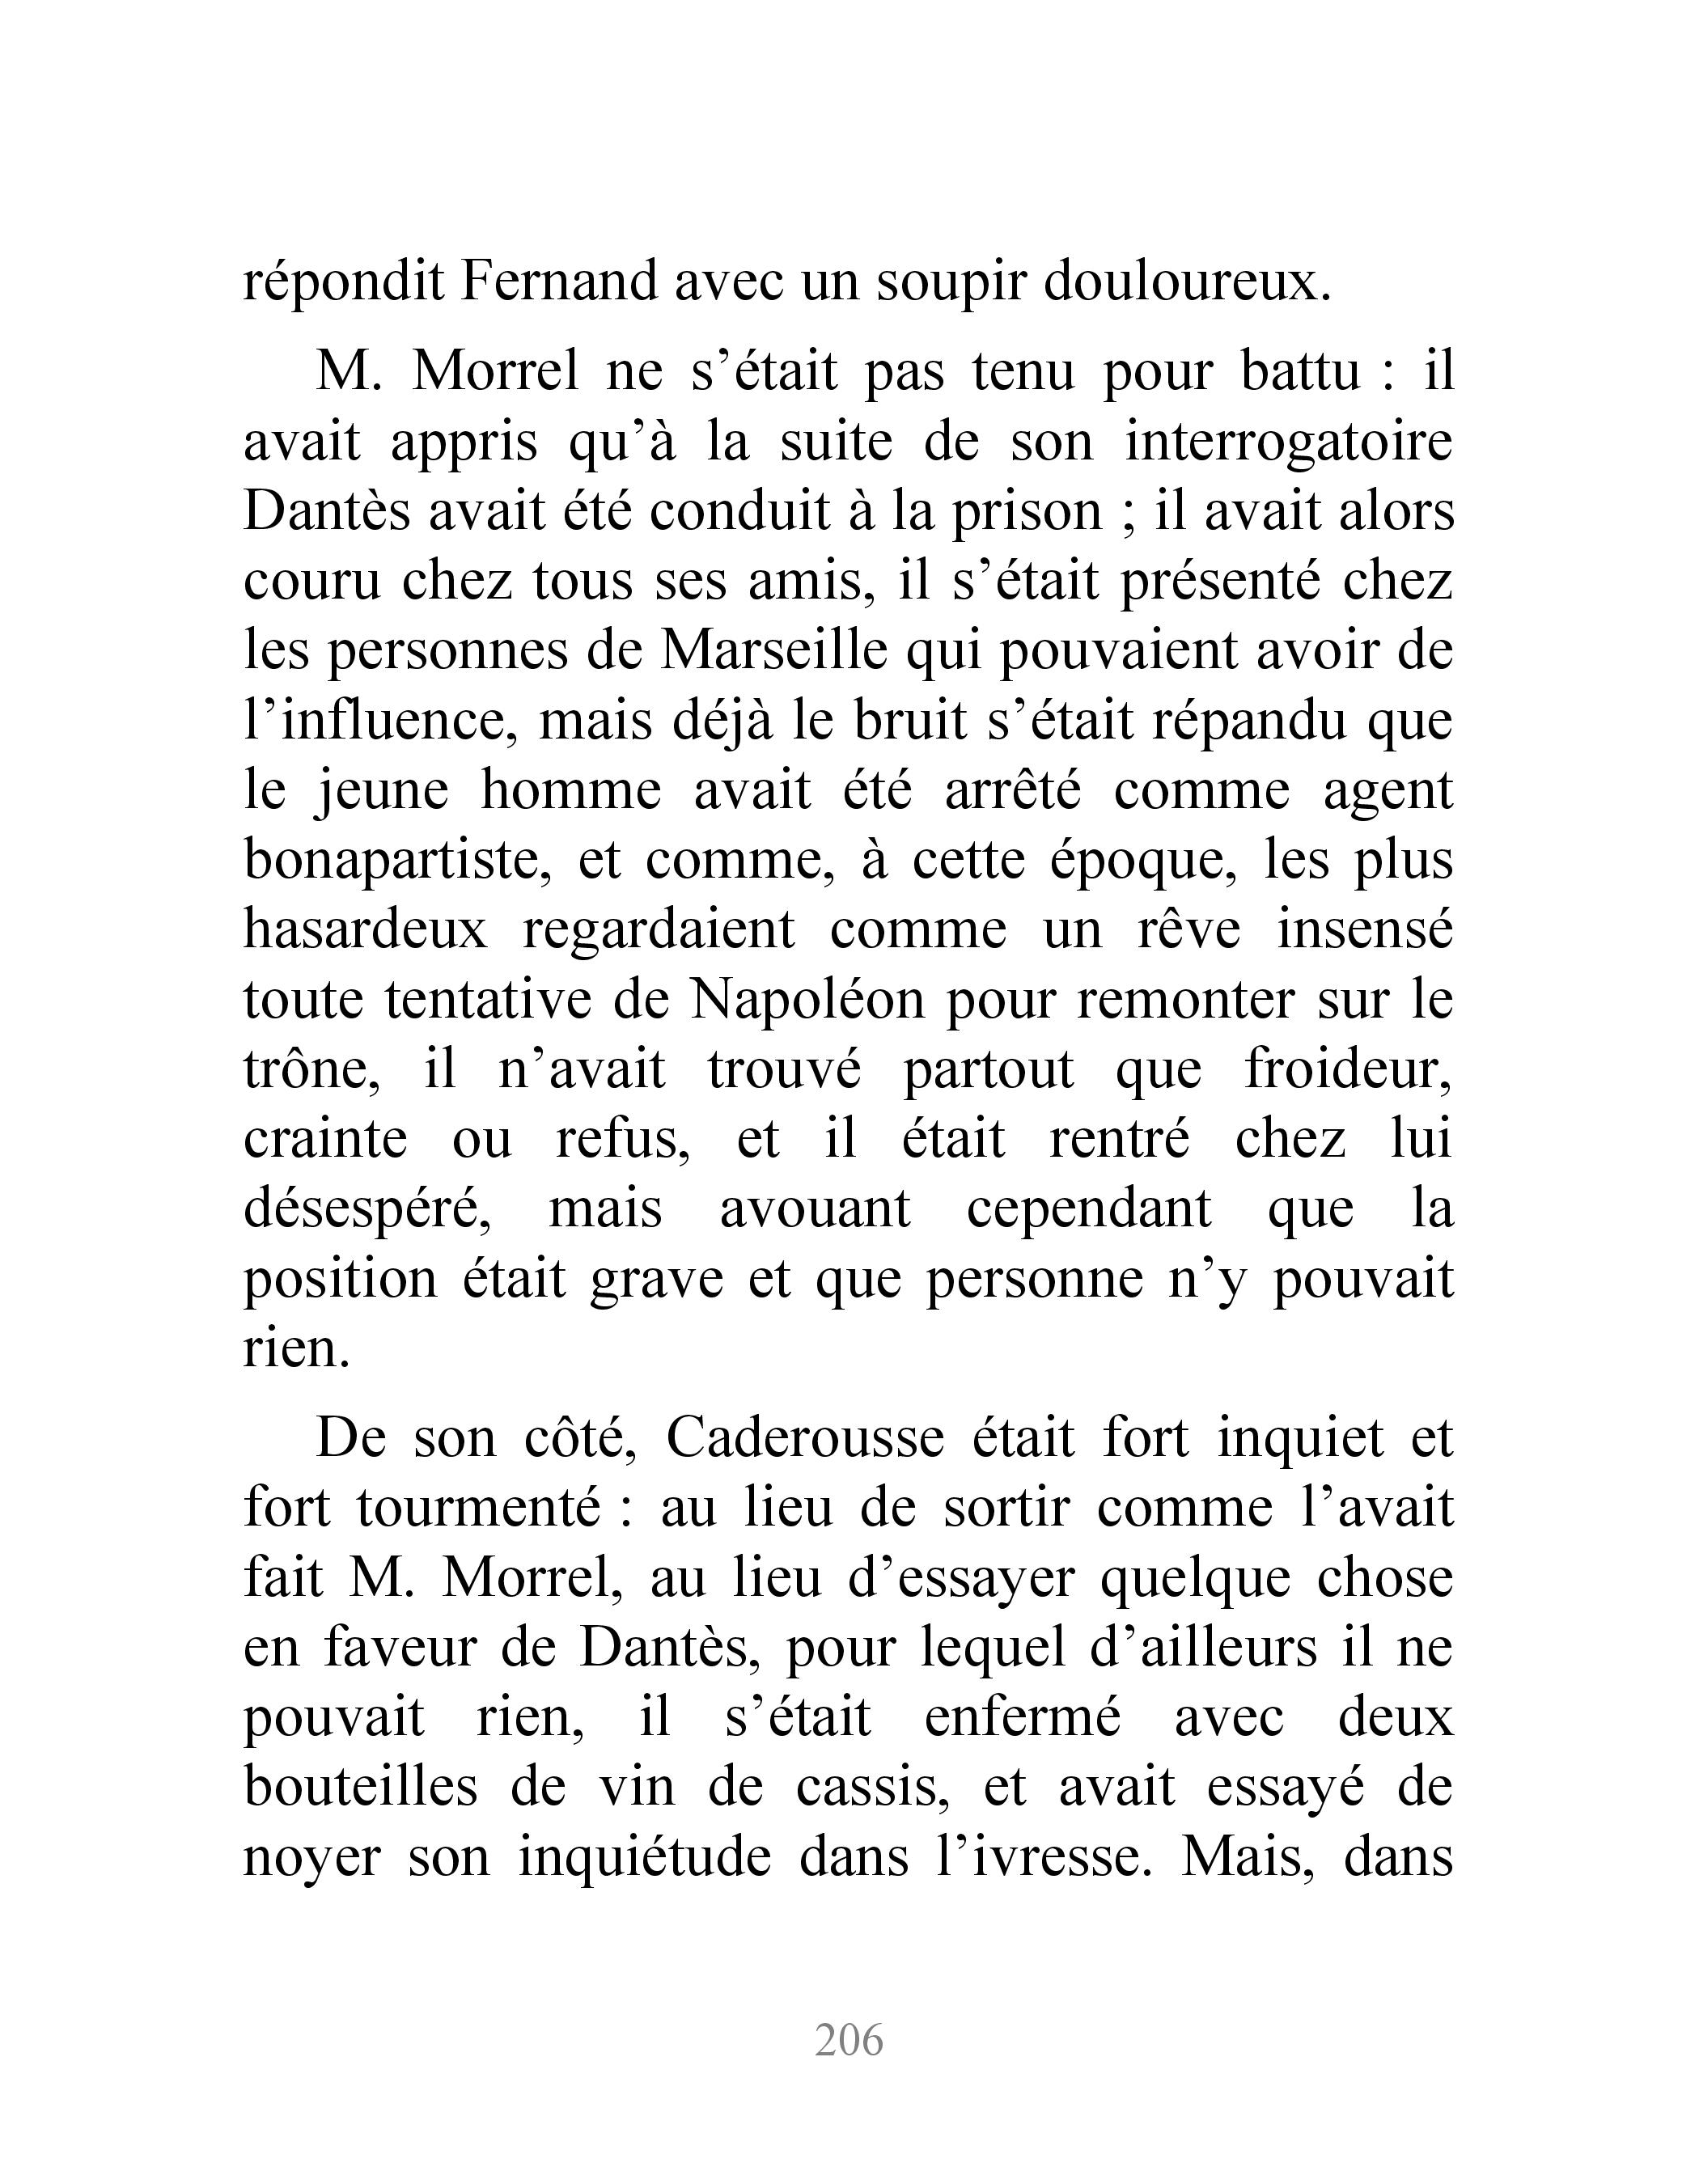 répondit Fernand avec un soupir douloureux.
M. Morrel ne s’était pas tenu pour battu : il
avait appris qu’à la suite de son interrogatoire
Dantès avait été conduit à la prison ; il avait alors
couru chez tous ses amis, il s’était présenté chez
les personnes de Marseille qui pouvaient avoir de
l’influence, mais déjà le bruit s’était répandu que
le jeune homme avait été arrêté comme agent
bonapartiste, et comme, à cette époque, les plus
hasardeux regardaient comme un rêve insensé
toute tentative de Napoléon pour remonter sur le
trône, il n’avait trouvé partout que froideur,
crainte ou refus, et il était rentré chez lui
désespéré, mais avouant cependant que la
position était grave et que personne n’y pouvait
rien.
De son côté, Caderousse était fort inquiet et
fort tourmenté : au lieu de sortir comme l’avait
fait M. Morrel, au lieu d’essayer quelque chose
en faveur de Dantès, pour lequel d’ailleurs il ne
pouvait rien, il s’était enfermé avec deux
bouteilles de vin de cassis, et avait essayé de
noyer son inquiétude dans l’ivresse. Mais, dans
206